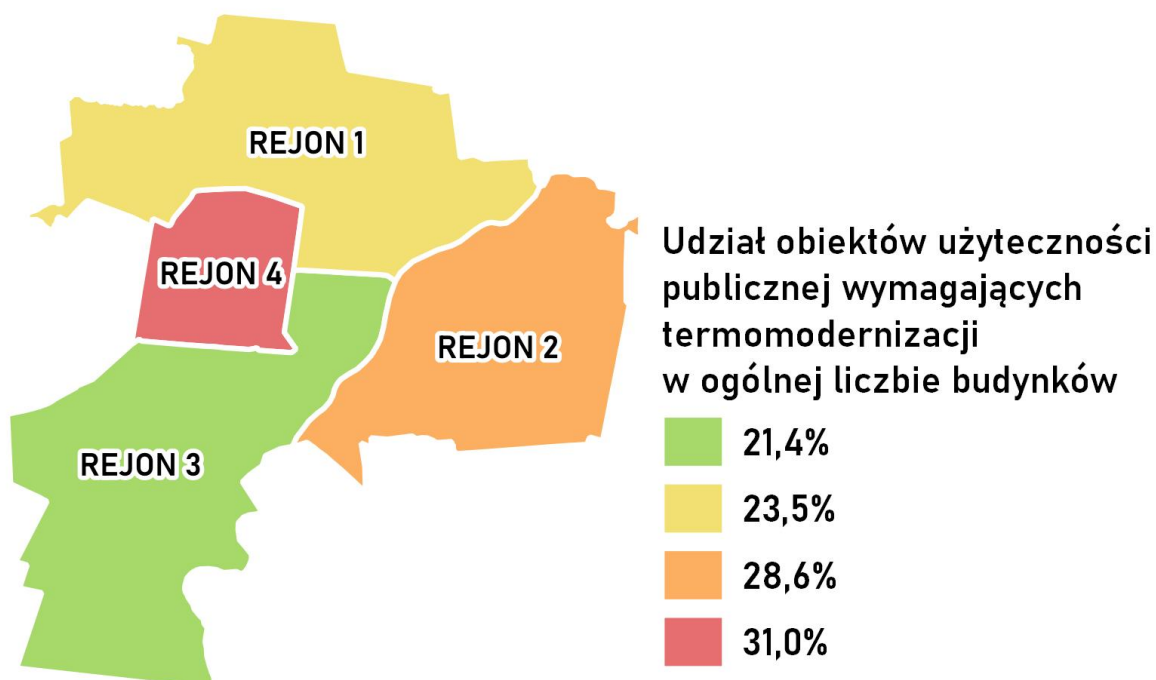 REJON 1
REJON 4
REJON 2
REJON 3
Udział obiektów użyteczności
publicznej wymagających
termomodernizacji
w ogólnej liczbie budynków
21,4%
23,5%
28,6%
31,0%